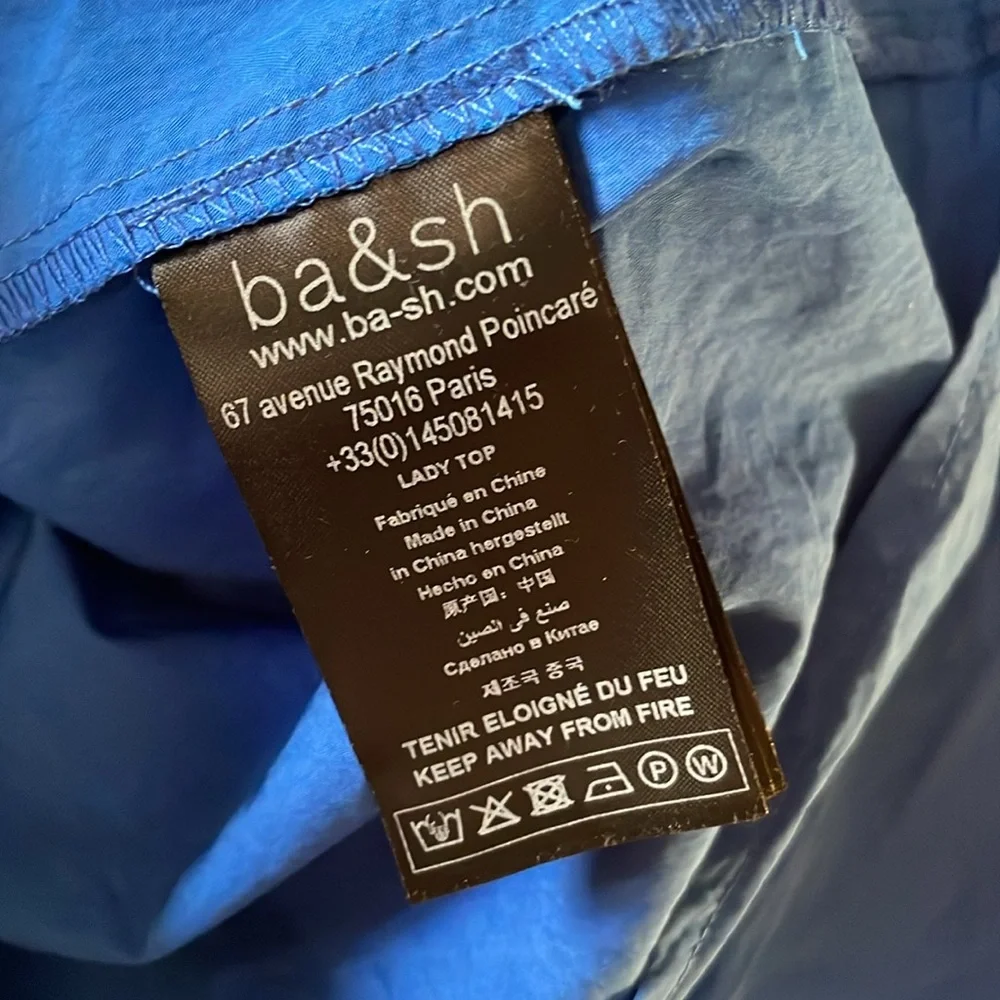 ba&sh
www.ba-sh.com
67 avenue Raymond Poincaré
75016 Paris
+33(0)145081415
LADY TOP
Fabriqué en Chine
Made in China
in China hergestellt
Hecho en China
原产国：中国
صنع في الصين
Сделано в Китае
제조국 중국
TENIR ELOIGNÉ DU FEU
KEEP AWAY FROM FIRE
P W